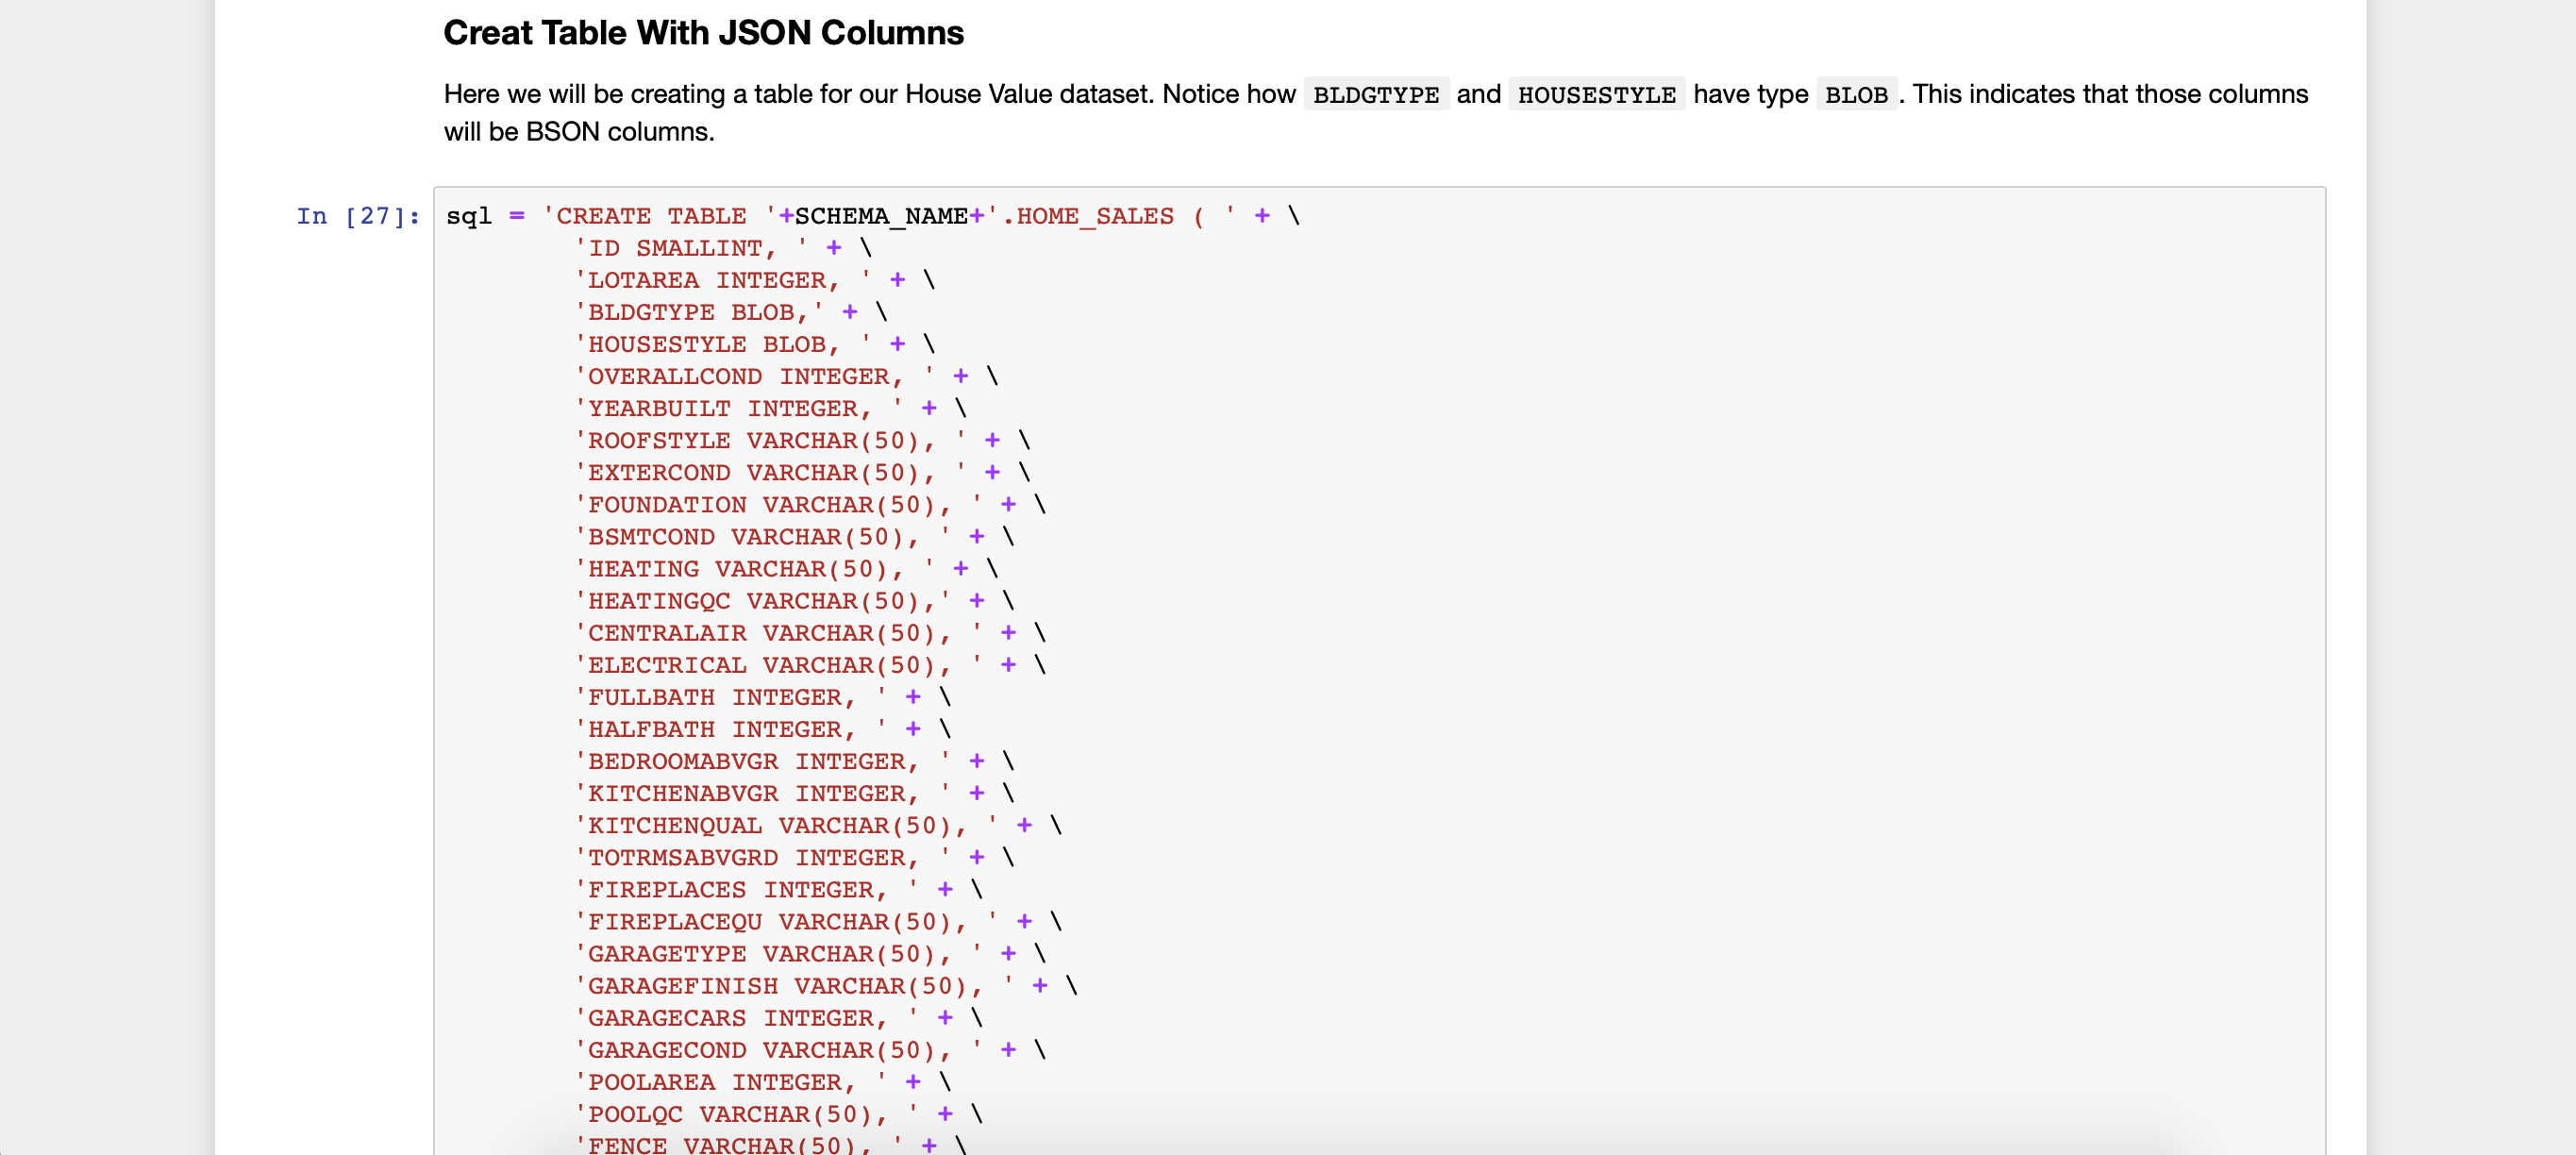 Creat Table With JSON Columns
Here we will be creating a table for our House Value dataset. Notice how BLDGTYPE and HOUSESTYLE have type BLOB . This indicates that those columns
will be BSON columns.
In [27]: sql = 'CREATE TABLE '+SCHEMA_NAME+'.HOME_SALES ( ' + \
'ID SMALLINT, ' + \
'LOTAREA INTEGER, ' + \
'BLDGTYPE BLOB,' + \
'HOUSESTYLE BLOB, ' + \
'OVERALLCOND INTEGER, ' + \
'YEARBUILT INTEGER, ' + \
'ROOFSTYLE VARCHAR(50), ' + \
'EXTERCOND VARCHAR(50), ' + \
'FOUNDATION VARCHAR(50), ' + \
'BSMTCOND VARCHAR(50), ' + \
'HEATING VARCHAR(50), ' + \
'HEATINGQC VARCHAR(50),' + \
'CENTRALAIR VARCHAR(50), ' + \
'ELECTRICAL VARCHAR(50), ' + \
'FULLBATH INTEGER, ' + \
'HALFBATH INTEGER, ' + \
'BEDROOMABVGR INTEGER, ' + \
'KITCHENABVGR INTEGER, ' + \
'KITCHENQUAL VARCHAR(50), ' + \
'TOTRMSABVGRD INTEGER, ' + \
'FIREPLACES INTEGER, ' + \
'FIREPLACEQU VARCHAR(50), ' + \
'GARAGETYPE VARCHAR(50), ' + \
'GARAGEFINISH VARCHAR(50), ' + \
'GARAGECARS INTEGER, ' + \
'GARAGECOND VARCHAR(50), ' + \
'POOLAREA INTEGER, ' + \
'POOLQC VARCHAR(50), ' + \
'FENCE VARCHAR(50), ' + \